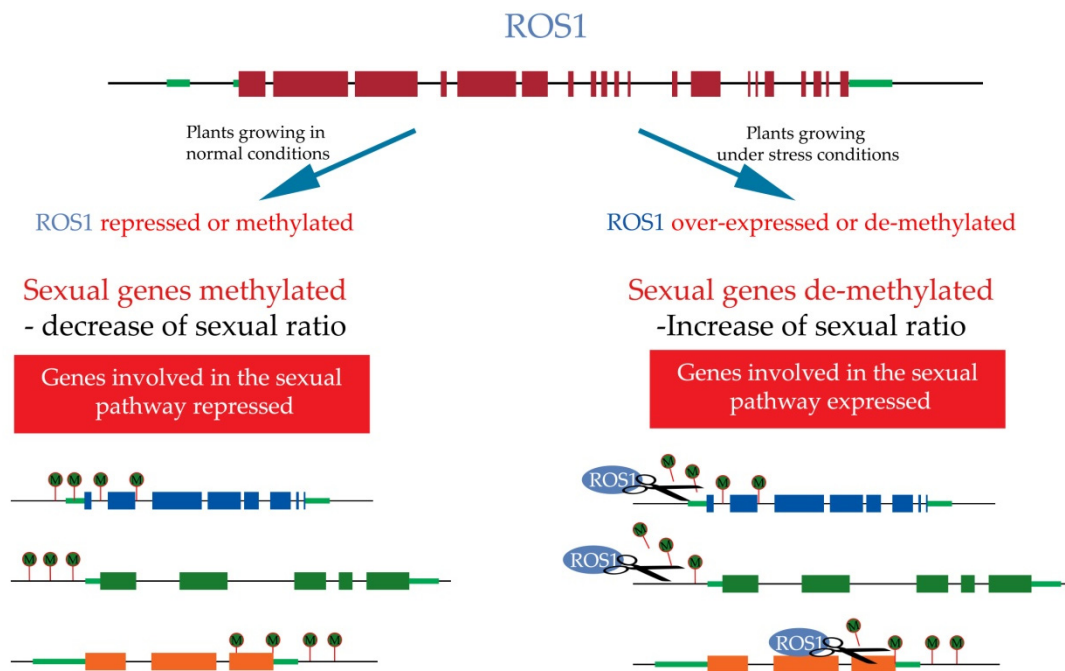 ROS1
Plants growing in
normal conditions
Plants growing
under stress conditions
ROS1 repressed or methylated
ROS1 over-expressed or de-methylated
Sexual genes methylated
- decrease of sexual ratio
Sexual genes de-methylated
-Increase of sexual ratio
Genes involved in the sexual
pathway repressed
Genes involved in the sexual
pathway expressed
M M M M
ROS1 M M M M
M M M
ROS1 M M M
M M M M
ROS1 M M M M